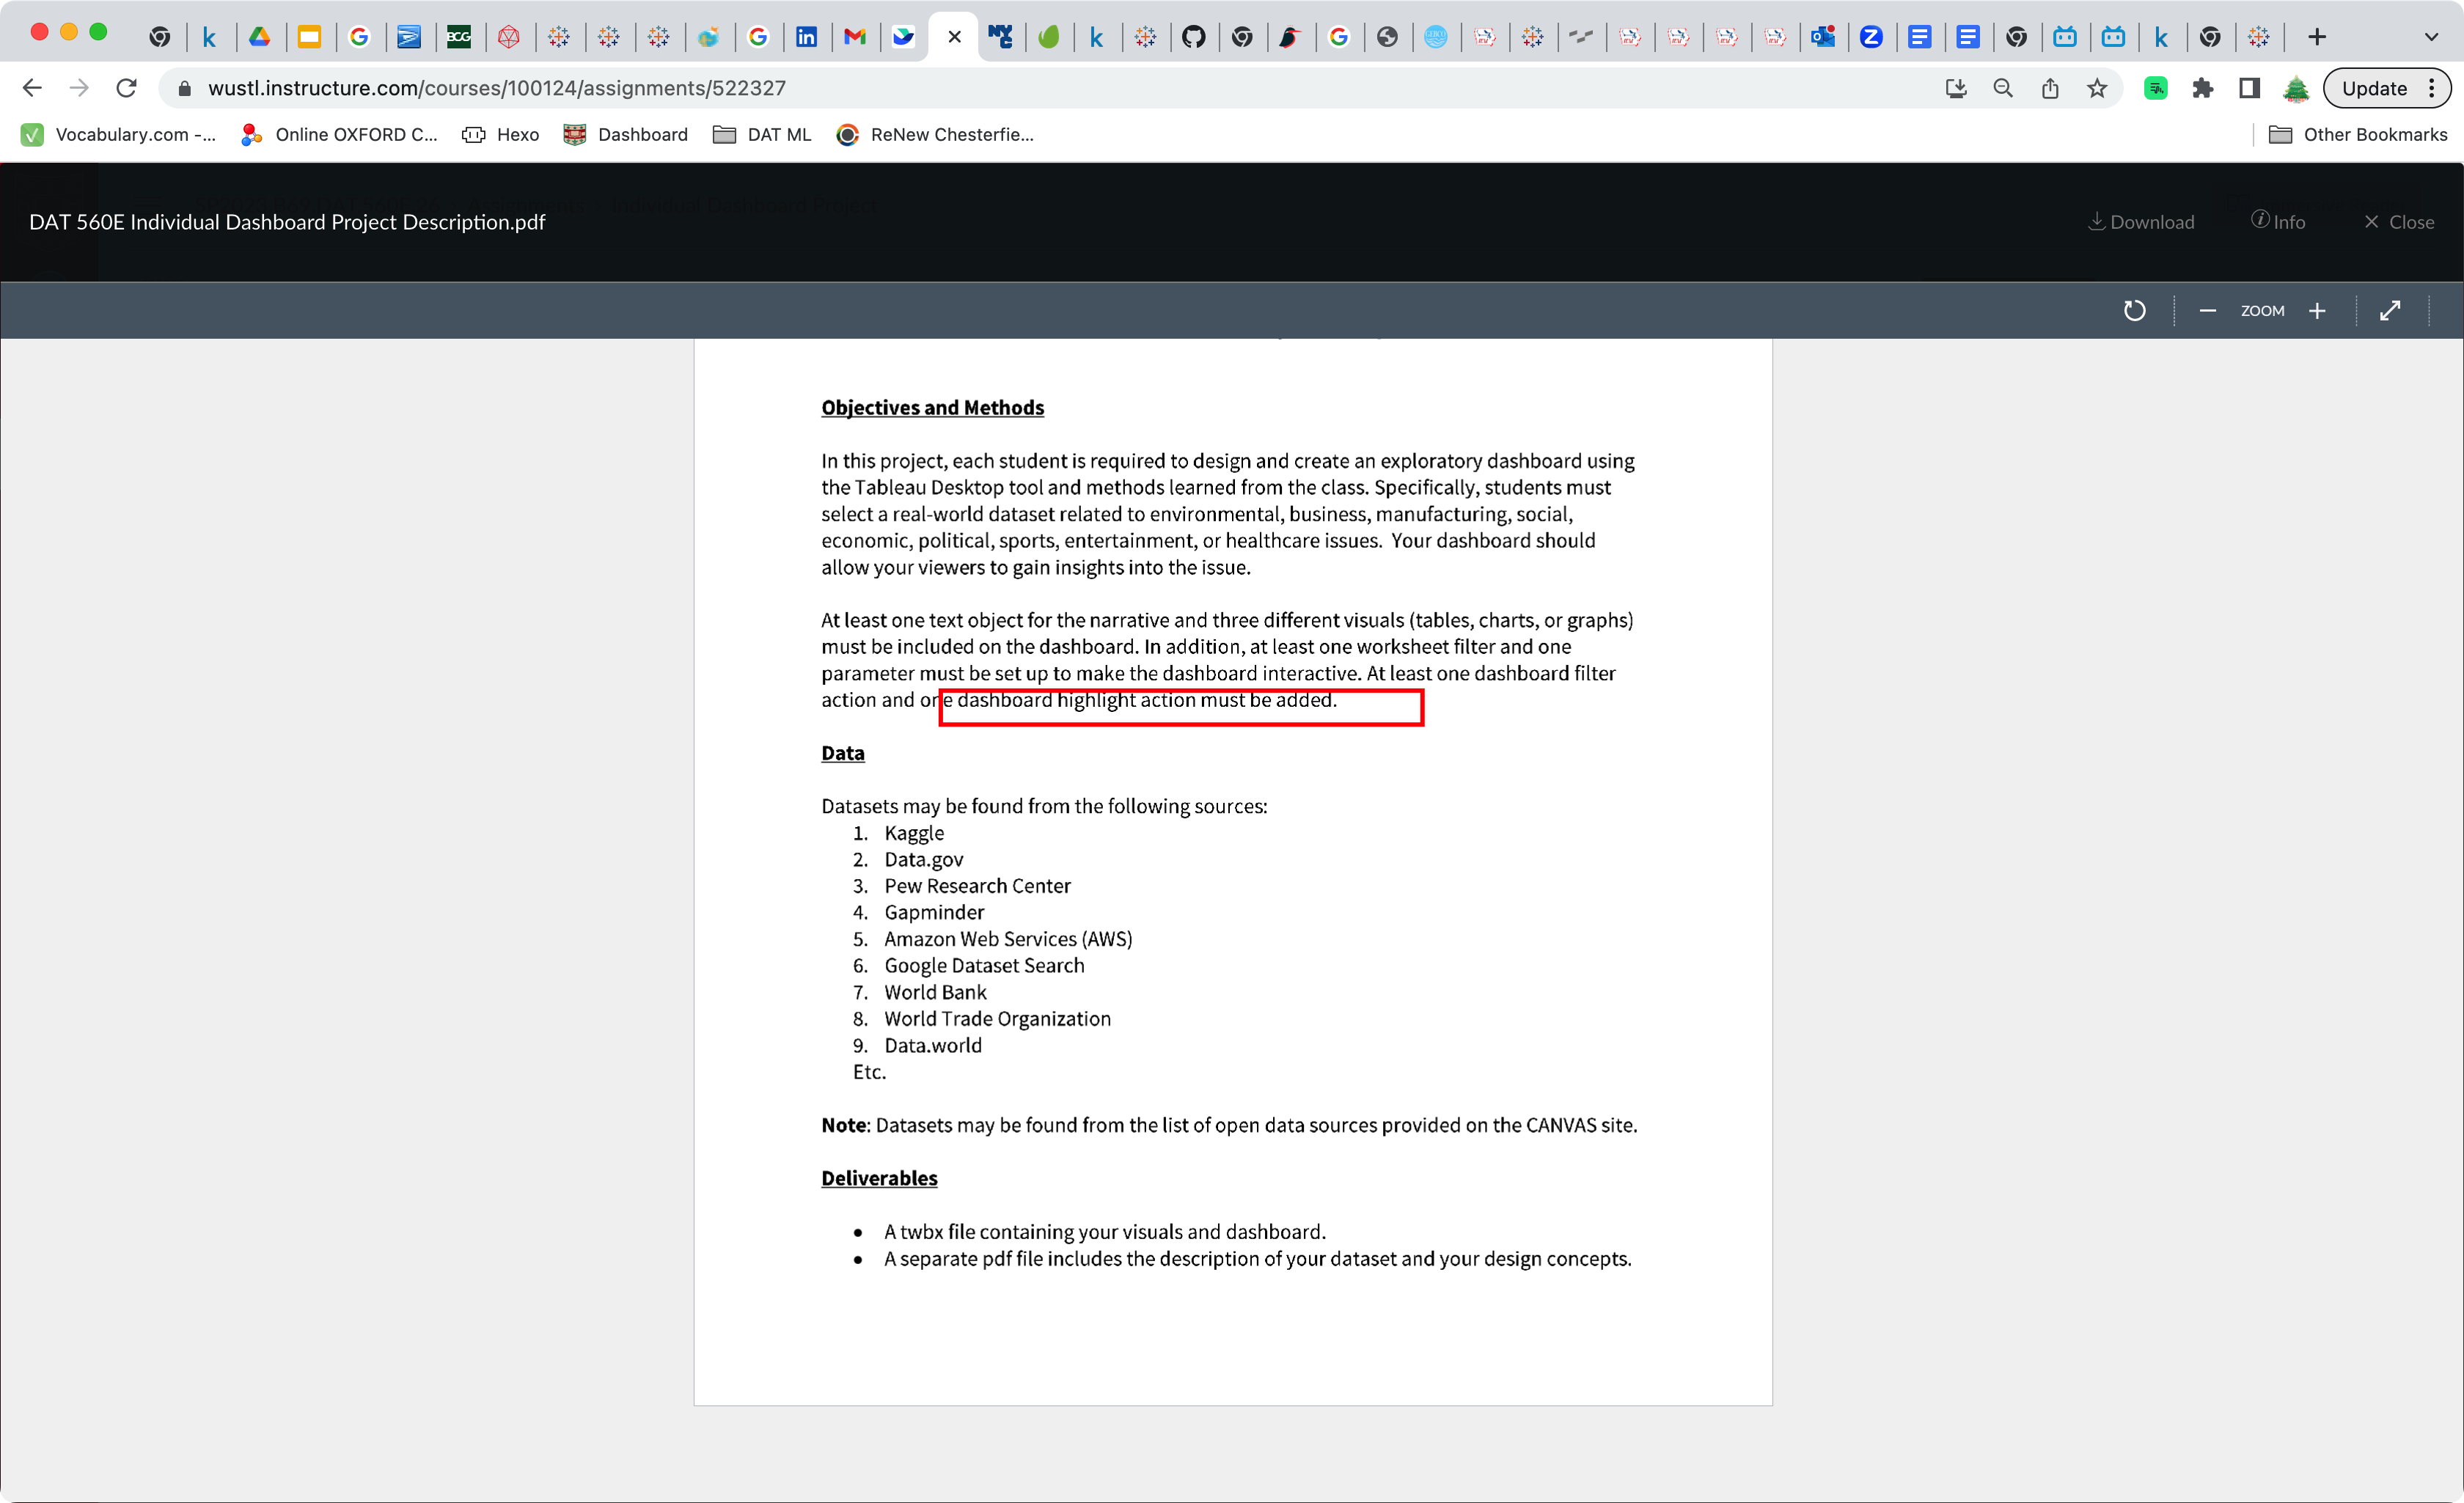 wustl.instructure.com/courses/100124/assignments/522327
Update
Vocabulary.com -...
Online OXFORD C...
Hexo
Dashboard
DAT ML
ReNew Chesterfie...
Other Bookmarks
DAT 560E Individual Dashboard Project Description.pdf
Download
Info
Close
ZOOM
Objectives and Methods
In this project, each student is required to design and create an exploratory dashboard using
the Tableau Desktop tool and methods learned from the class. Specifically, students must
select a real-world dataset related to environmental, business, manufacturing, social,
economic, political, sports, entertainment, or healthcare issues.  Your dashboard should
allow your viewers to gain insights into the issue.
At least one text object for the narrative and three different visuals (tables, charts, or graphs)
must be included on the dashboard. In addition, at least one worksheet filter and one
parameter must be set up to make the dashboard interactive. At least one dashboard filter
action and one dashboard highlight action must be added.
Data
Datasets may be found from the following sources:
1. Kaggle
2. Data.gov
3. Pew Research Center
4. Gapminder
5. Amazon Web Services (AWS)
6. Google Dataset Search
7. World Bank
8. World Trade Organization
9. Data.world
Etc.
Note: Datasets may be found from the list of open data sources provided on the CANVAS site.
Deliverables
• A twbx file containing your visuals and dashboard.
• A separate pdf file includes the description of your dataset and your design concepts.